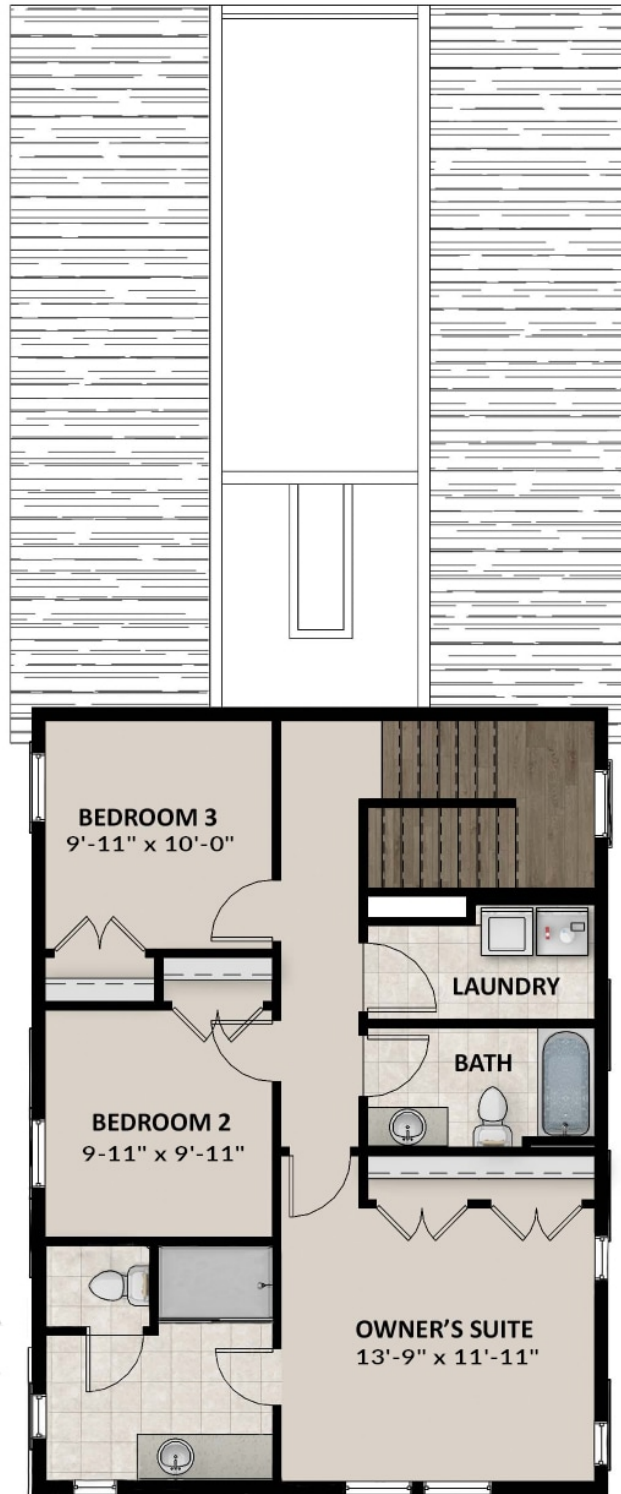 BEDROOM 3
9'-11" x 10'-0"
LAUNDRY
BATH
BEDROOM 2
9-11" x 9'-11"
OWNER'S SUITE
13'-9" x 11'-11"